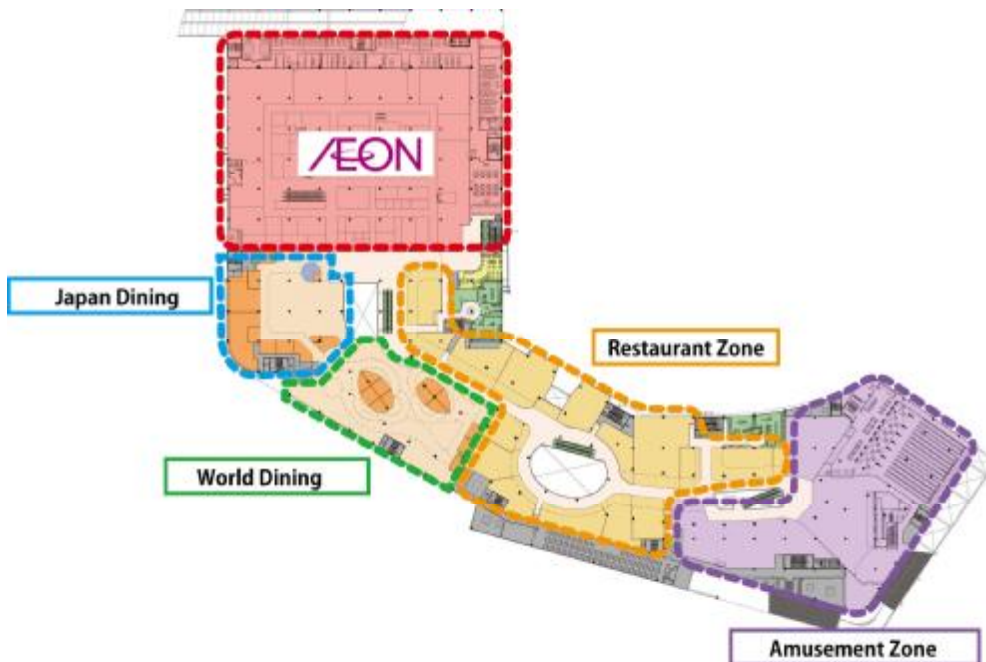 ÆON
Japan Dining
Restaurant Zone
World Dining
Amusement Zone